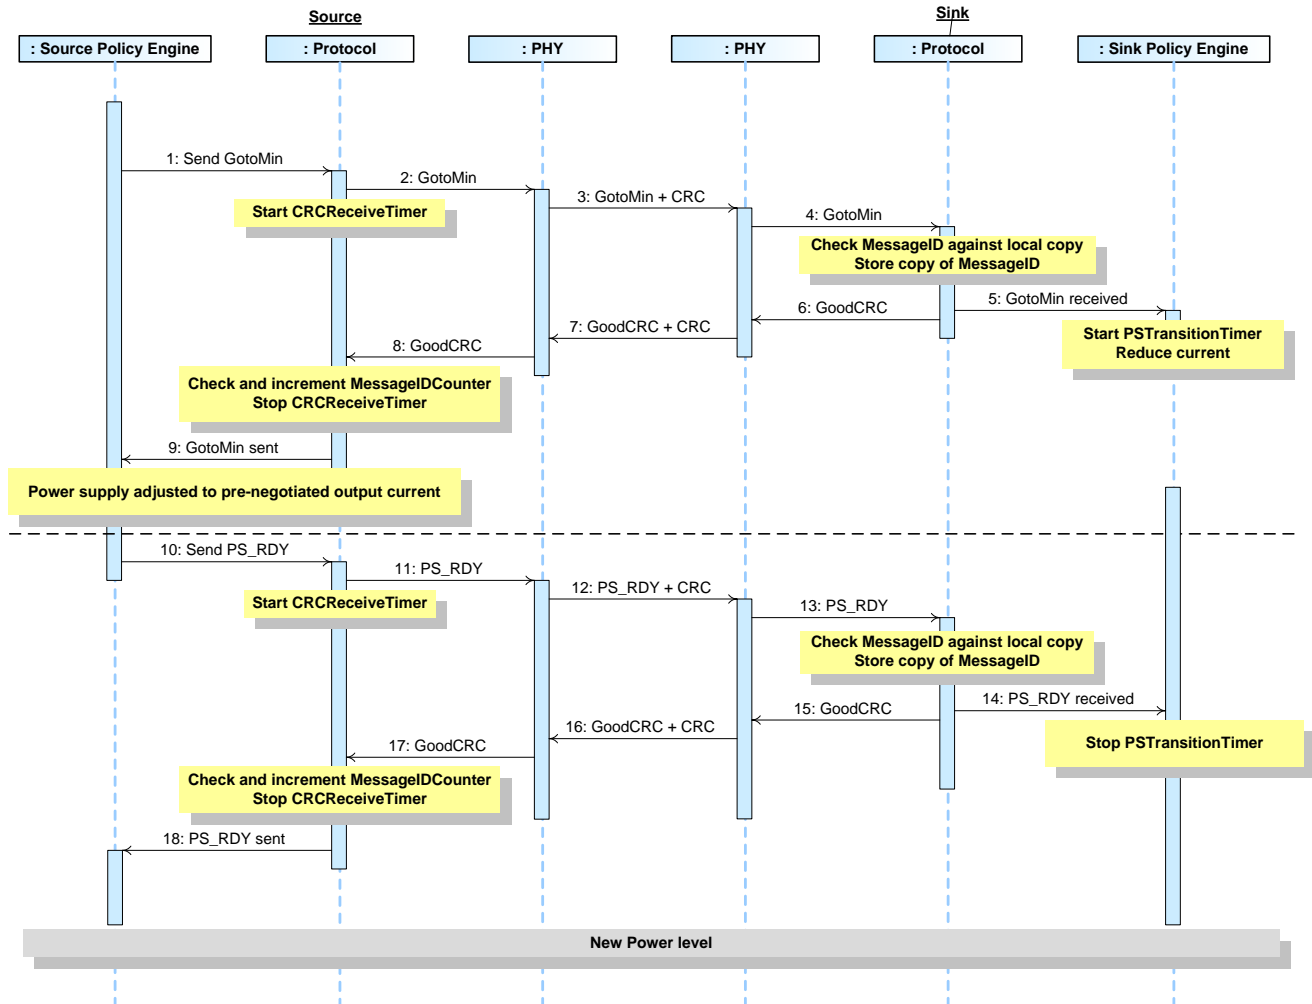 Source
Sink
: Source Policy Engine
: Protocol
: PHY
: PHY
: Protocol
: Sink Policy Engine
1: Send GotoMin
2: GotoMin
Start CRCReceiveTimer
3: GotoMin + CRC
4: GotoMin
Check MessageID against local copy
Store copy of MessageID
5: GotoMin received
6: GoodCRC
Start PSTransitionTimer
Reduce current
7: GoodCRC + CRC
8: GoodCRC
Check and increment MessageIDCounter
Stop CRCReceiveTimer
9: GotoMin sent
Power supply adjusted to pre-negotiated output current
10: Send PS_RDY
11: PS_RDY
Start CRCReceiveTimer
12: PS_RDY + CRC
13: PS_RDY
Check MessageID against local copy
Store copy of MessageID
14: PS_RDY received
15: GoodCRC
Stop PSTransitionTimer
16: GoodCRC + CRC
17: GoodCRC
Check and increment MessageIDCounter
Stop CRCReceiveTimer
18: PS_RDY sent
New Power level